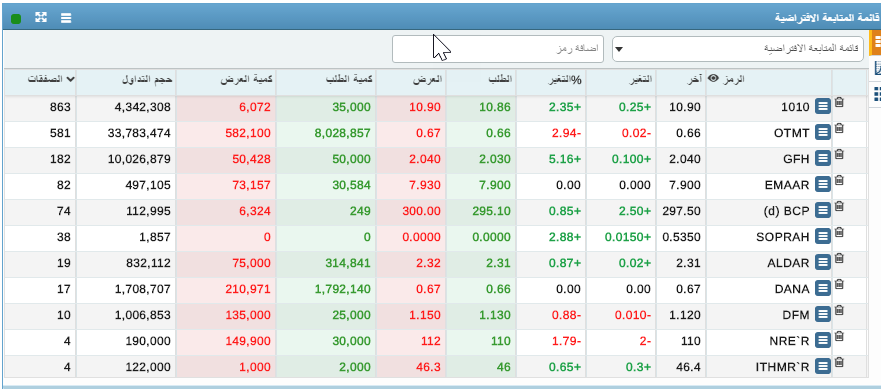 قائمة المتابعة الافتراضية
قائمة المتابعة الافتراضية اضافة رمز
الرمز آخر التغير التغير% الطلب العرض كمية الطلب كمية العرض حجم التداول الصفقات
1010 10.90 0.25+ 2.35+ 10.86 10.90 35,000 6,072 4,342,308 863
OTMT 0.66 0.02- 2.94- 0.66 0.67 8,028,857 582,100 33,783,474 581
GFH 2.040 0.100+ 5.16+ 2.030 2.040 50,000 50,428 10,026,879 182
EMAAR 7.900 0.000 0.00 7.900 7.930 30,584 73,157 497,105 82
(d) BCP 297.50 2.50+ 0.85+ 295.10 300.00 249 6,324 112,995 74
SOPRAH 0.5350 0.0150+ 2.88+ 0.0000 0.0000 0 0 1,857 38
ALDAR 2.31 0.02+ 0.87+ 2.31 2.32 314,841 75,000 832,112 19
DANA 0.67 0.00 0.00 0.66 0.67 1,792,140 210,971 1,708,707 17
DFM 1.120 0.010- 0.88- 1.130 1.150 25,000 135,000 1,006,853 10
NRE`R 110 2- 1.79- 110 112 30,000 149,900 190,000 4
ITHMR`R 46.4 0.3+ 0.65+ 46 46.3 2,000 1,000 122,000 4